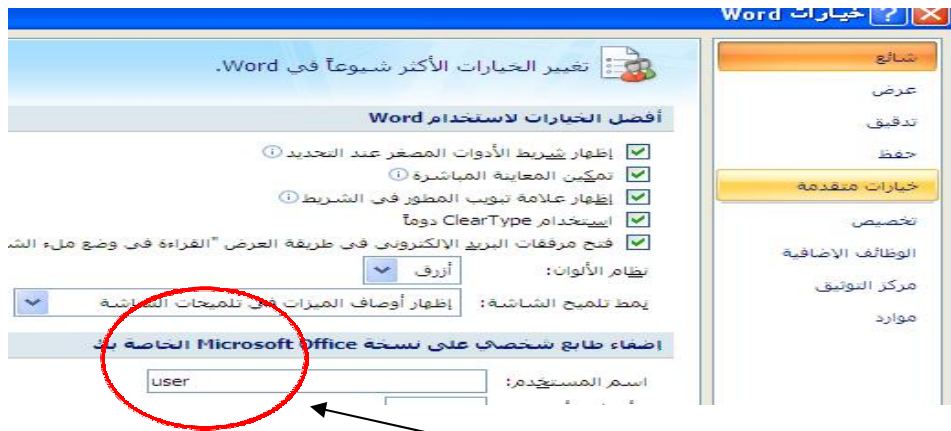 خيارات Word
شائع
عرض
تدقيق
حفظ
خيارات متقدمة
تخصيص
الوظائف الإضافية
مركز التوثيق
موارد
تغيير الخيارات الأكثر شيوعاً في Word.
أفضل الخيارات لاستخدام Word
إظهار شريط الأدوات المصغر عند التحديد
تمكين المعاينة المباشرة
إظهار علامة تبويب المطور في الشريط
استخدام ClearType دوماً
فتح مرفقات البريد الإلكتروني في طريقة العرض "القراءة في وضع ملء
نظام الألوان: أزرق
نمط تلميح الشاشة: إظهار أوصاف الميزات في تلميحات الشاشة
إضفاء طابع شخصي على نسخة Microsoft Office الخاصة بك
اسم المستخدم: user